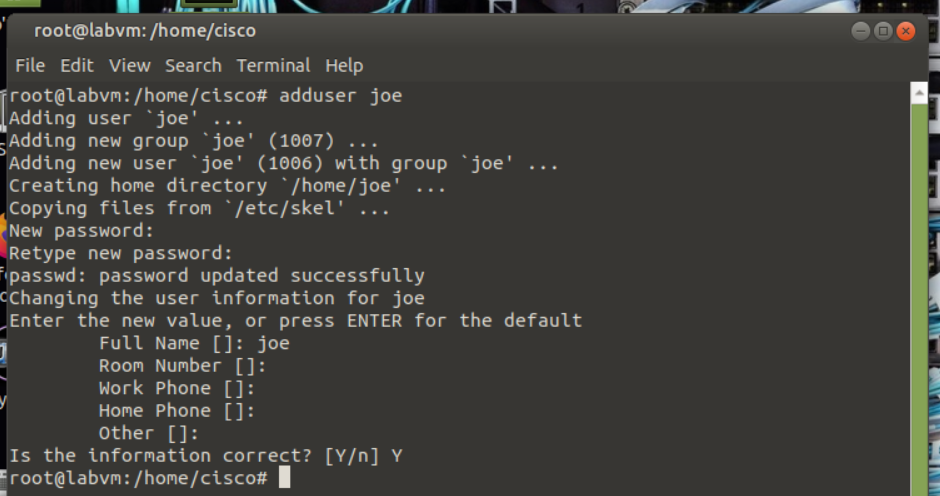 root@labvm: /home/cisco
File Edit View Search Terminal Help
root@labvm:/home/cisco# adduser joe
Adding user `joe' ...
Adding new group `joe' (1007) ...
Adding new user `joe' (1006) with group `joe' ...
Creating home directory `/home/joe' ...
Copying files from `/etc/skel' ...
New password:
Retype new password:
passwd: password updated successfully
Changing the user information for joe
Enter the new value, or press ENTER for the default
Full Name []: joe
Room Number []:
Work Phone []:
Home Phone []:
Other []:
Is the information correct? [Y/n] Y
root@labvm:/home/cisco#